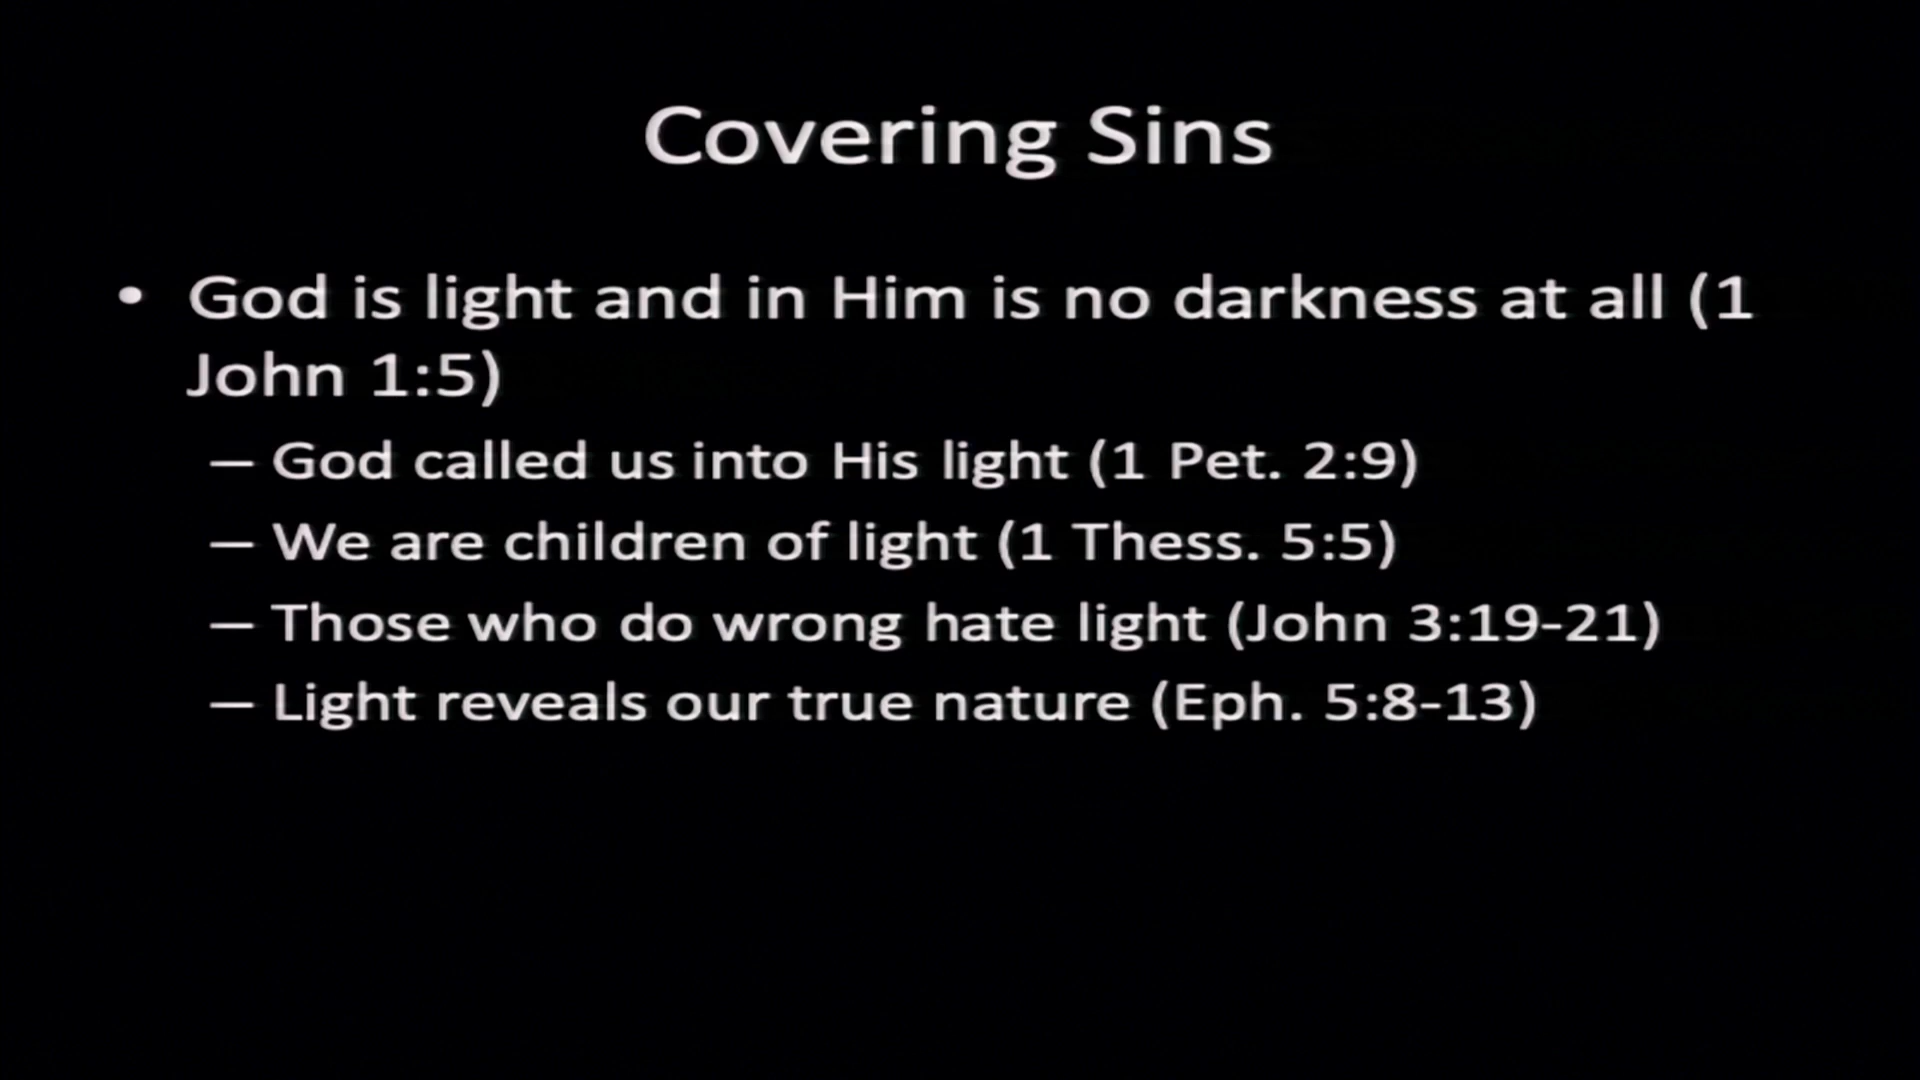 Covering Sins
• God is light and in Him is no darkness at all (1
John 1:5)
– God called us into His light (1 Pet. 2:9)
– We are children of light (1 Thess. 5:5)
– Those who do wrong hate light (John 3:19-21)
– Light reveals our true nature (Eph. 5:8-13)